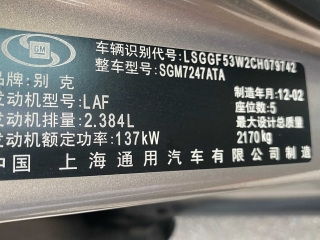 GM
车辆识别代号: LSGGF53W2CH079742
整车型号: SGM7247ATA
品牌: 别克
发动机型号: LAF
制造年月: 12-02
发动机排量: 2.384L
座位数: 5
发动机额定功率: 137kW
最大设计总质量
2170kg
中国 上海通用汽车有限公司制造